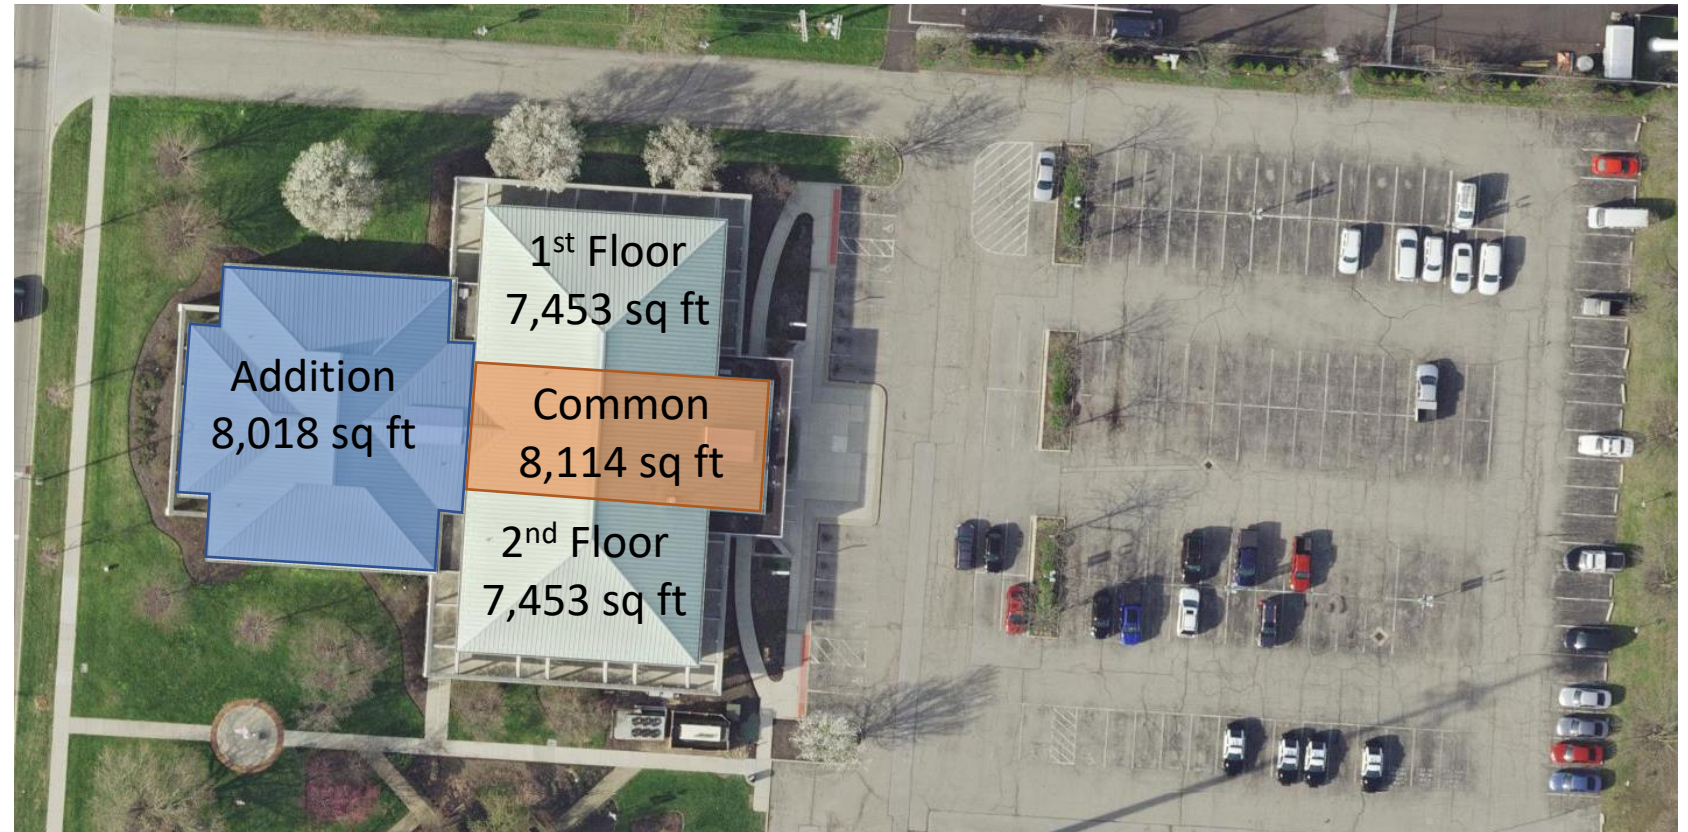 1st Floor
7,453 sq ft
Addition
8,018 sq ft
Common
8,114 sq ft
2nd Floor
7,453 sq ft